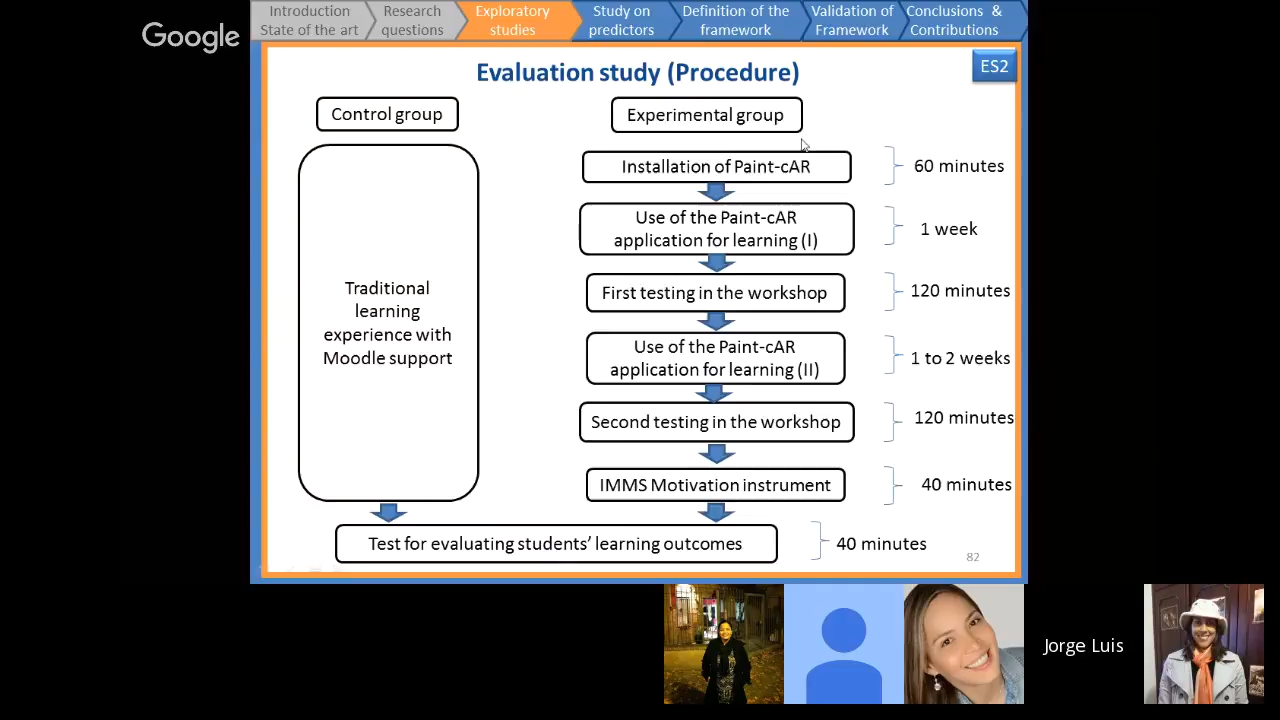 Google
Introduction
State of the art
Research
questions
Exploratory
studies
Study on
predictors
Definition of the
framework
Validation of
Framework
Conclusions &
Contributions
Evaluation study (Procedure)
ES2
Control group
Experimental group
Traditional
learning
experience with
Moodle support
Installation of Paint-cAR
60 minutes
Use of the Paint-cAR
application for learning (I)
1 week
First testing in the workshop
120 minutes
Use of the Paint-cAR
application for learning (II)
1 to 2 weeks
Second testing in the workshop
120 minutes
IMMS Motivation instrument
40 minutes
Test for evaluating students’ learning outcomes
40 minutes
82
Jorge Luis